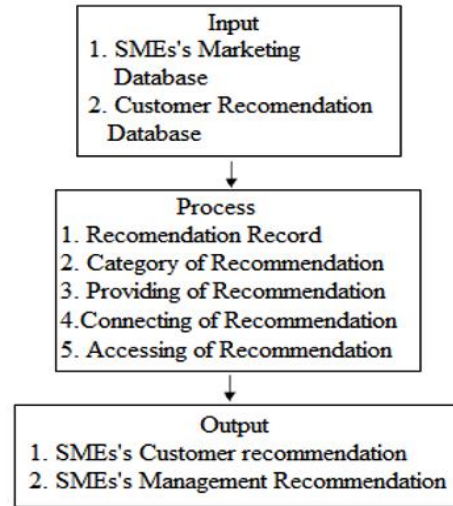 Input
1. SMEs's Marketing
Database
2. Customer Recomendation
Database
Process
1. Recomendation Record
2. Category of Recommendation
3. Providing of Recommendation
4.Connecting of Recommendation
5. Accessing of Recommendation
Output
1. SMEs's Customer recommendation
2. SMEs's Management Recommendation